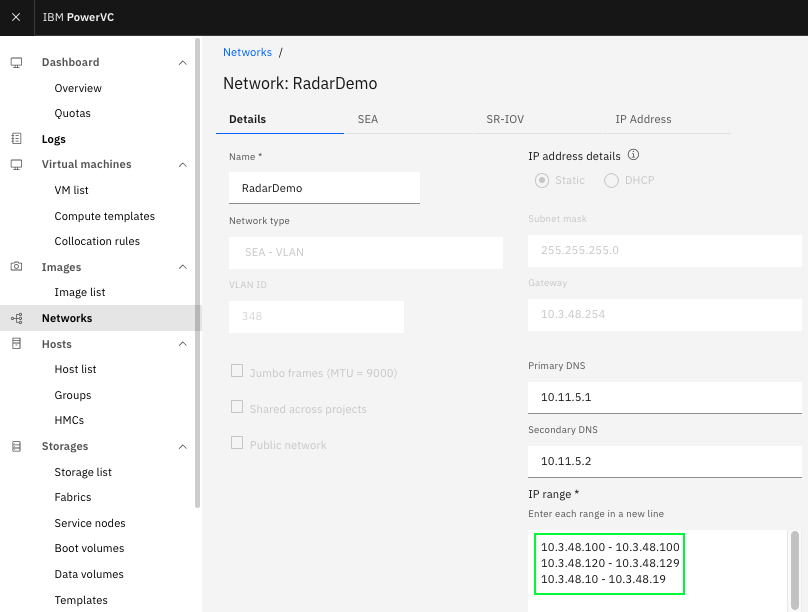 IBM PowerVC
Dashboard
Overview
Quotas
Logs
Virtual machines
VM list
Compute templates
Collocation rules
Images
Image list
Networks
Hosts
Host list
Groups
HMCs
Storages
Storage list
Fabrics
Service nodes
Boot volumes
Data volumes
Templates
Networks /
Network: RadarDemo
Details SEA SR-IOV IP Address
Name *
RadarDemo
Network type
SEA - VLAN
VLAN ID
348
Jumbo frames (MTU = 9000)
Shared across projects
Public network
IP address details
Static DHCP
Subnet mask
255.255.255.0
Gateway
10.3.48.254
Primary DNS
10.11.5.1
Secondary DNS
10.11.5.2
IP range *
Enter each range in a new line
10.3.48.100 - 10.3.48.100
10.3.48.120 - 10.3.48.129
10.3.48.10 - 10.3.48.19